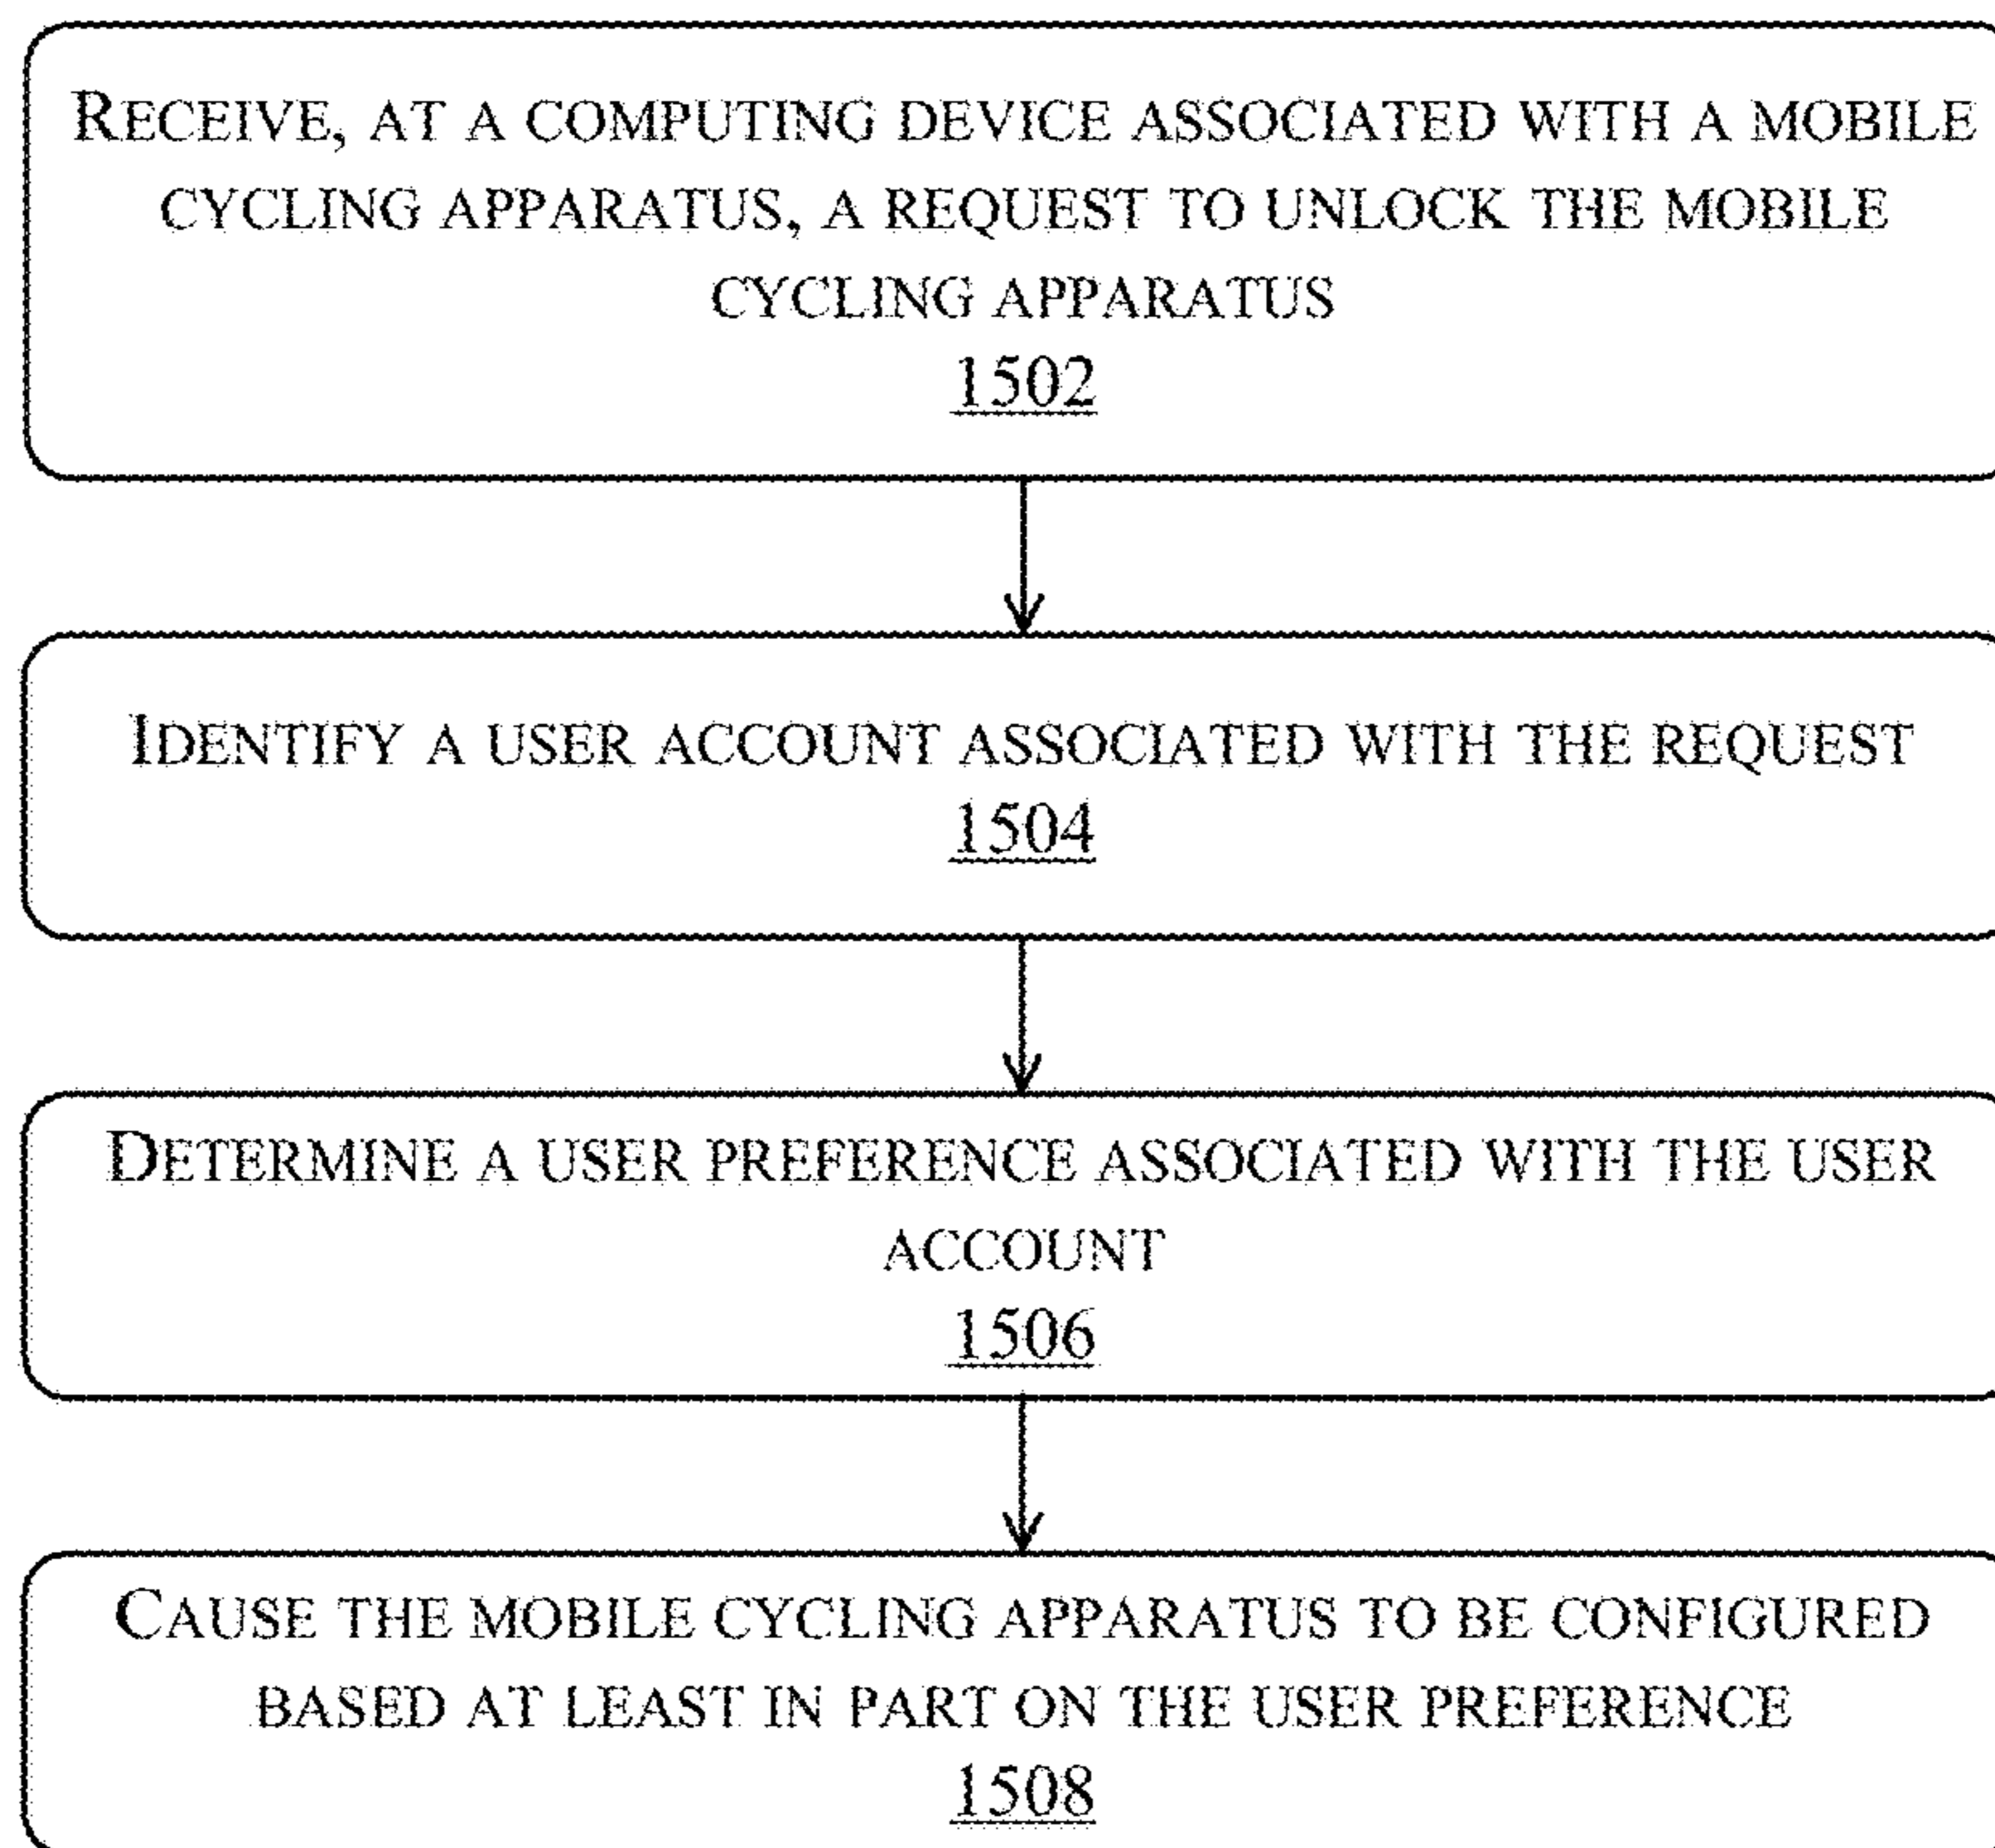 RECEIVE, AT A COMPUTING DEVICE ASSOCIATED WITH A MOBILE
CYCLING APPARATUS, A REQUEST TO UNLOCK THE MOBILE
CYCLING APPARATUS
1502
IDENTIFY A USER ACCOUNT ASSOCIATED WITH THE REQUEST
1504
DETERMINE A USER PREFERENCE ASSOCIATED WITH THE USER
ACCOUNT
1506
CAUSE THE MOBILE CYCLING APPARATUS TO BE CONFIGURED
BASED AT LEAST IN PART ON THE USER PREFERENCE
1508